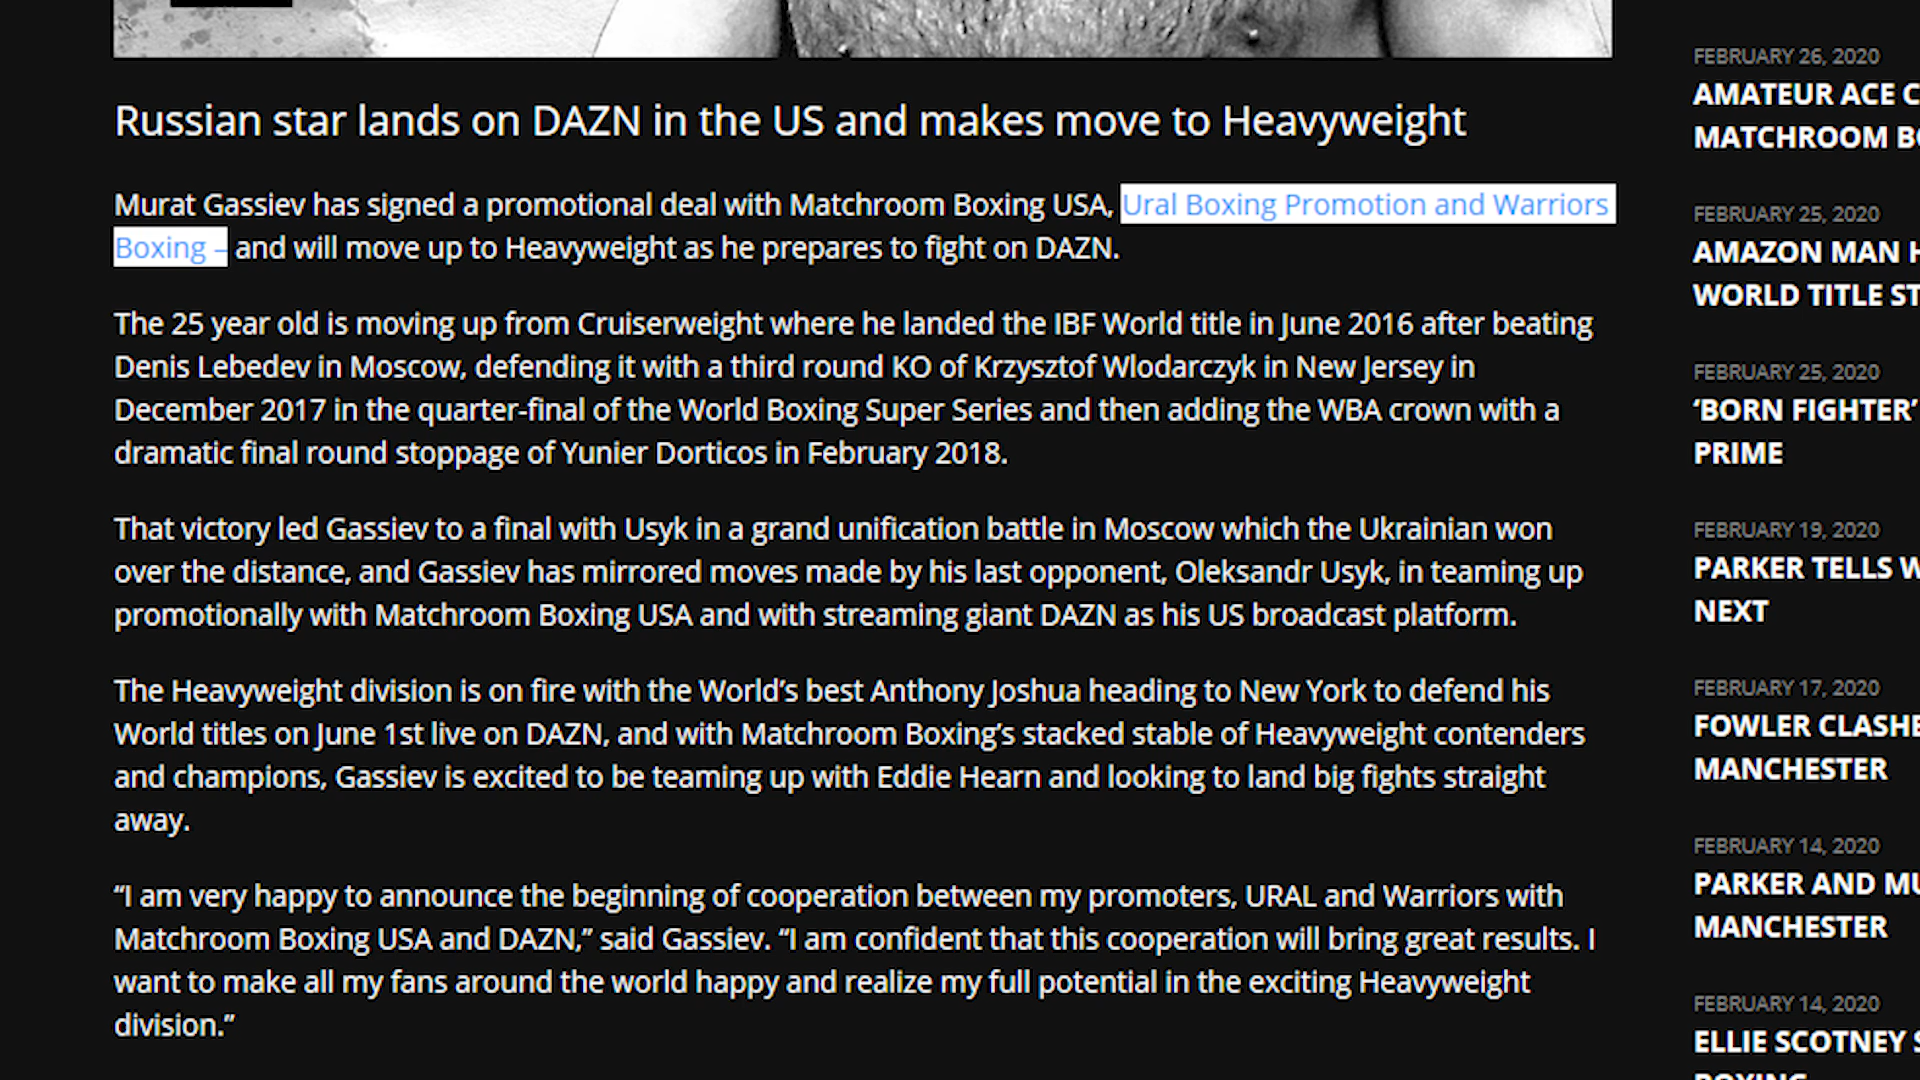 Russian star lands on DAZN in the US and makes move to Heavyweight
Murat Gassiev has signed a promotional deal with Matchroom Boxing USA, Ural Boxing Promotion and Warriors
Boxing – and will move up to Heavyweight as he prepares to fight on DAZN.
The 25 year old is moving up from Cruiserweight where he landed the IBF World title in June 2016 after beating
Denis Lebedev in Moscow, defending it with a third round KO of Krzysztof Wlodarczyk in New Jersey in
December 2017 in the quarter-final of the World Boxing Super Series and then adding the WBA crown with a
dramatic final round stoppage of Yunier Dorticos in February 2018.
That victory led Gassiev to a final with Usyk in a grand unification battle in Moscow which the Ukrainian won
over the distance, and Gassiev has mirrored moves made by his last opponent, Oleksandr Usyk, in teaming up
promotionally with Matchroom Boxing USA and with streaming giant DAZN as his US broadcast platform.
The Heavyweight division is on fire with the World’s best Anthony Joshua heading to New York to defend his
World titles on June 1st live on DAZN, and with Matchroom Boxing’s stacked stable of Heavyweight contenders
and champions, Gassiev is excited to be teaming up with Eddie Hearn and looking to land big fights straight
away.
“I am very happy to announce the beginning of cooperation between my promoters, URAL and Warriors with
Matchroom Boxing USA and DAZN,” said Gassiev. “I am confident that this cooperation will bring great results. I
want to make all my fans around the world happy and realize my full potential in the exciting Heavyweight
division.”
FEBRUARY 26, 2020
AMATEUR ACE C
MATCHROOM BO
FEBRUARY 25, 2020
AMAZON MAN H
WORLD TITLE ST
FEBRUARY 25, 2020
‘BORN FIGHTER’
PRIME
FEBRUARY 19, 2020
PARKER TELLS W
NEXT
FEBRUARY 17, 2020
FOWLER CLASHE
MANCHESTER
FEBRUARY 14, 2020
PARKER AND MU
MANCHESTER
FEBRUARY 14, 2020
ELLIE SCOTNEY S
BOXING